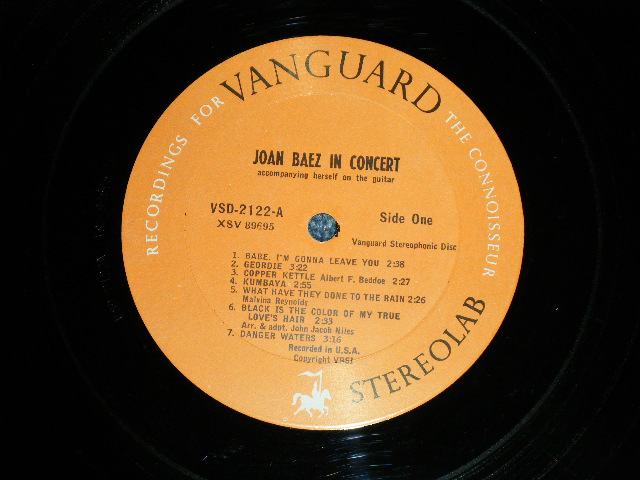 RECORDINGS FOR VANGUARD THE CONNOISSEUR
JOAN BAEZ IN CONCERT
accompanying herself on the guitar
VSD-2122-A
XSV 89695
Side One
Vanguard Stereophonic Disc
1. BABE, I'M GONNA LEAVE YOU 2:38
2. GEORDIE 3:22
3. COPPER KETTLE Albert F. Beddoe 2:27
4. KUMBAYA 2:55
5. WHAT HAVE THEY DONE TO THE RAIN 2:26
Malvina Reynolds
6. BLACK IS THE COLOR OF MY TRUE
LOVE'S HAIR 2:33
Arr. & adpt. John Jacob Niles
7. DANGER WATERS 3:16
Recorded in U.S.A.
Copyright VRSI
STEREOLAB